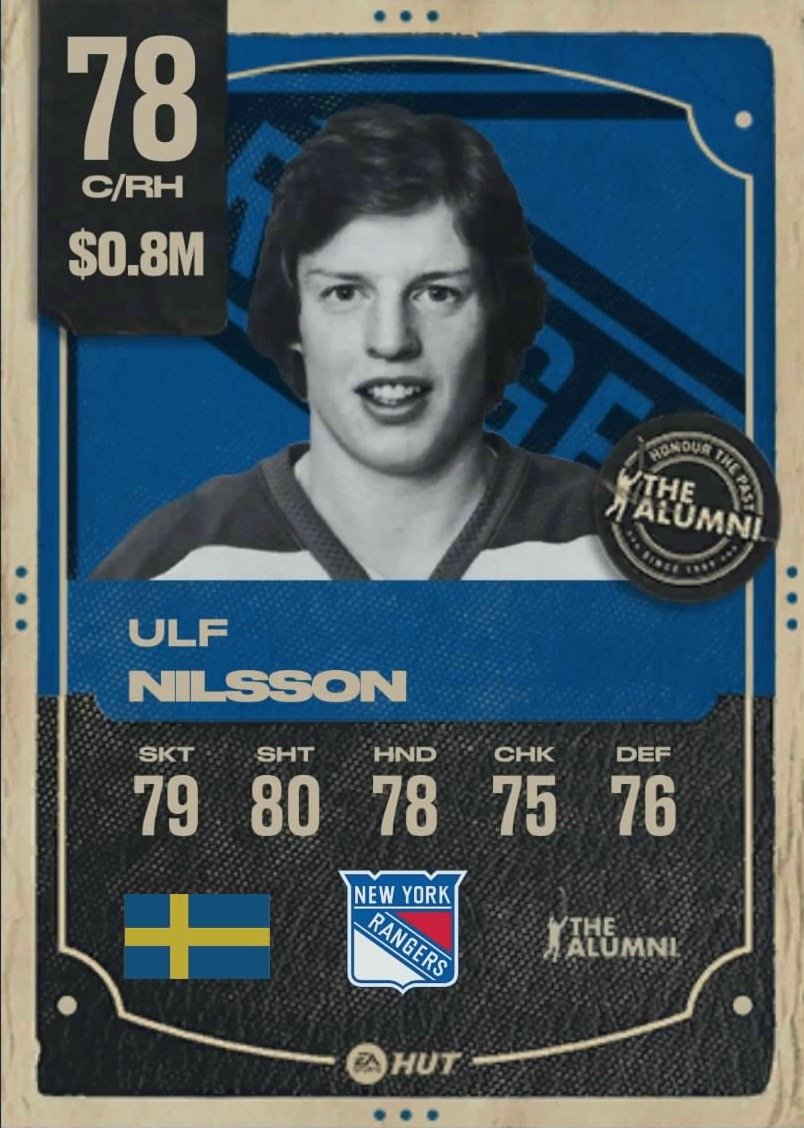 78
C/RH
$0.8M
HONOUR THE PAST
THE
ALUMNI
ULF
NILSSON
SKT SHT HND CHK DEF
79 80 78 75 76
NEW YORK
RANGERS
THE
ALUMNI
EA
HUT